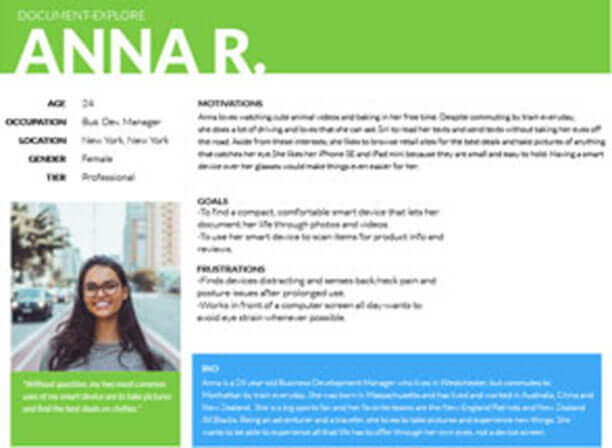 DOCUMENT-EXPLORE
ANNA R.
AGE 24
OCCUPATION Bus. Dev. Manager
LOCATION New York, New York
GENDER Female
TIER Professional
MOTIVATIONS
Anna loves watching cute animal videos and baking in her free time. Despite commuting by train everyday,
she does a lot of driving and loves that she can ask Siri to read her texts and send texts without taking her eyes off
the road. Aside from these interests, she likes to browse retail sites for the best deals and take pictures of anything
that catches her eye. She likes her iPhone SE and iPad mini because they are small and easy to hold. Having a smart
device over her glasses would make things even easier for her.
GOALS
-To find a compact, comfortable smart device that lets her
document her life through photos and videos.
-To use her smart device to scan items for product info and
reviews.
FRUSTRATIONS
-Finds devices distracting and senses back/neck pain and
posture issues after prolonged use.
-Works in front of a computer screen all day-wants to
avoid eye strain whenever possible.
"Without question, my two most common
uses of my smart device are to take pictures
and find the best deals on clothes."
BIO
Anna is a 24 year old Business Development Manager who lives in Westchester, but commutes to
Manhattan by train everyday. She was born in Massachusetts and has lived and worked in Australia, China and
New Zealand. She is a big sports fan and her favorite teams are the New England Patriots and New Zealand
All Blacks. Being an adventurer and a traveler, she loves to take pictures and experience new things. She
wants to be able to experience all that life has to offer through her own eyes, not a device screen.